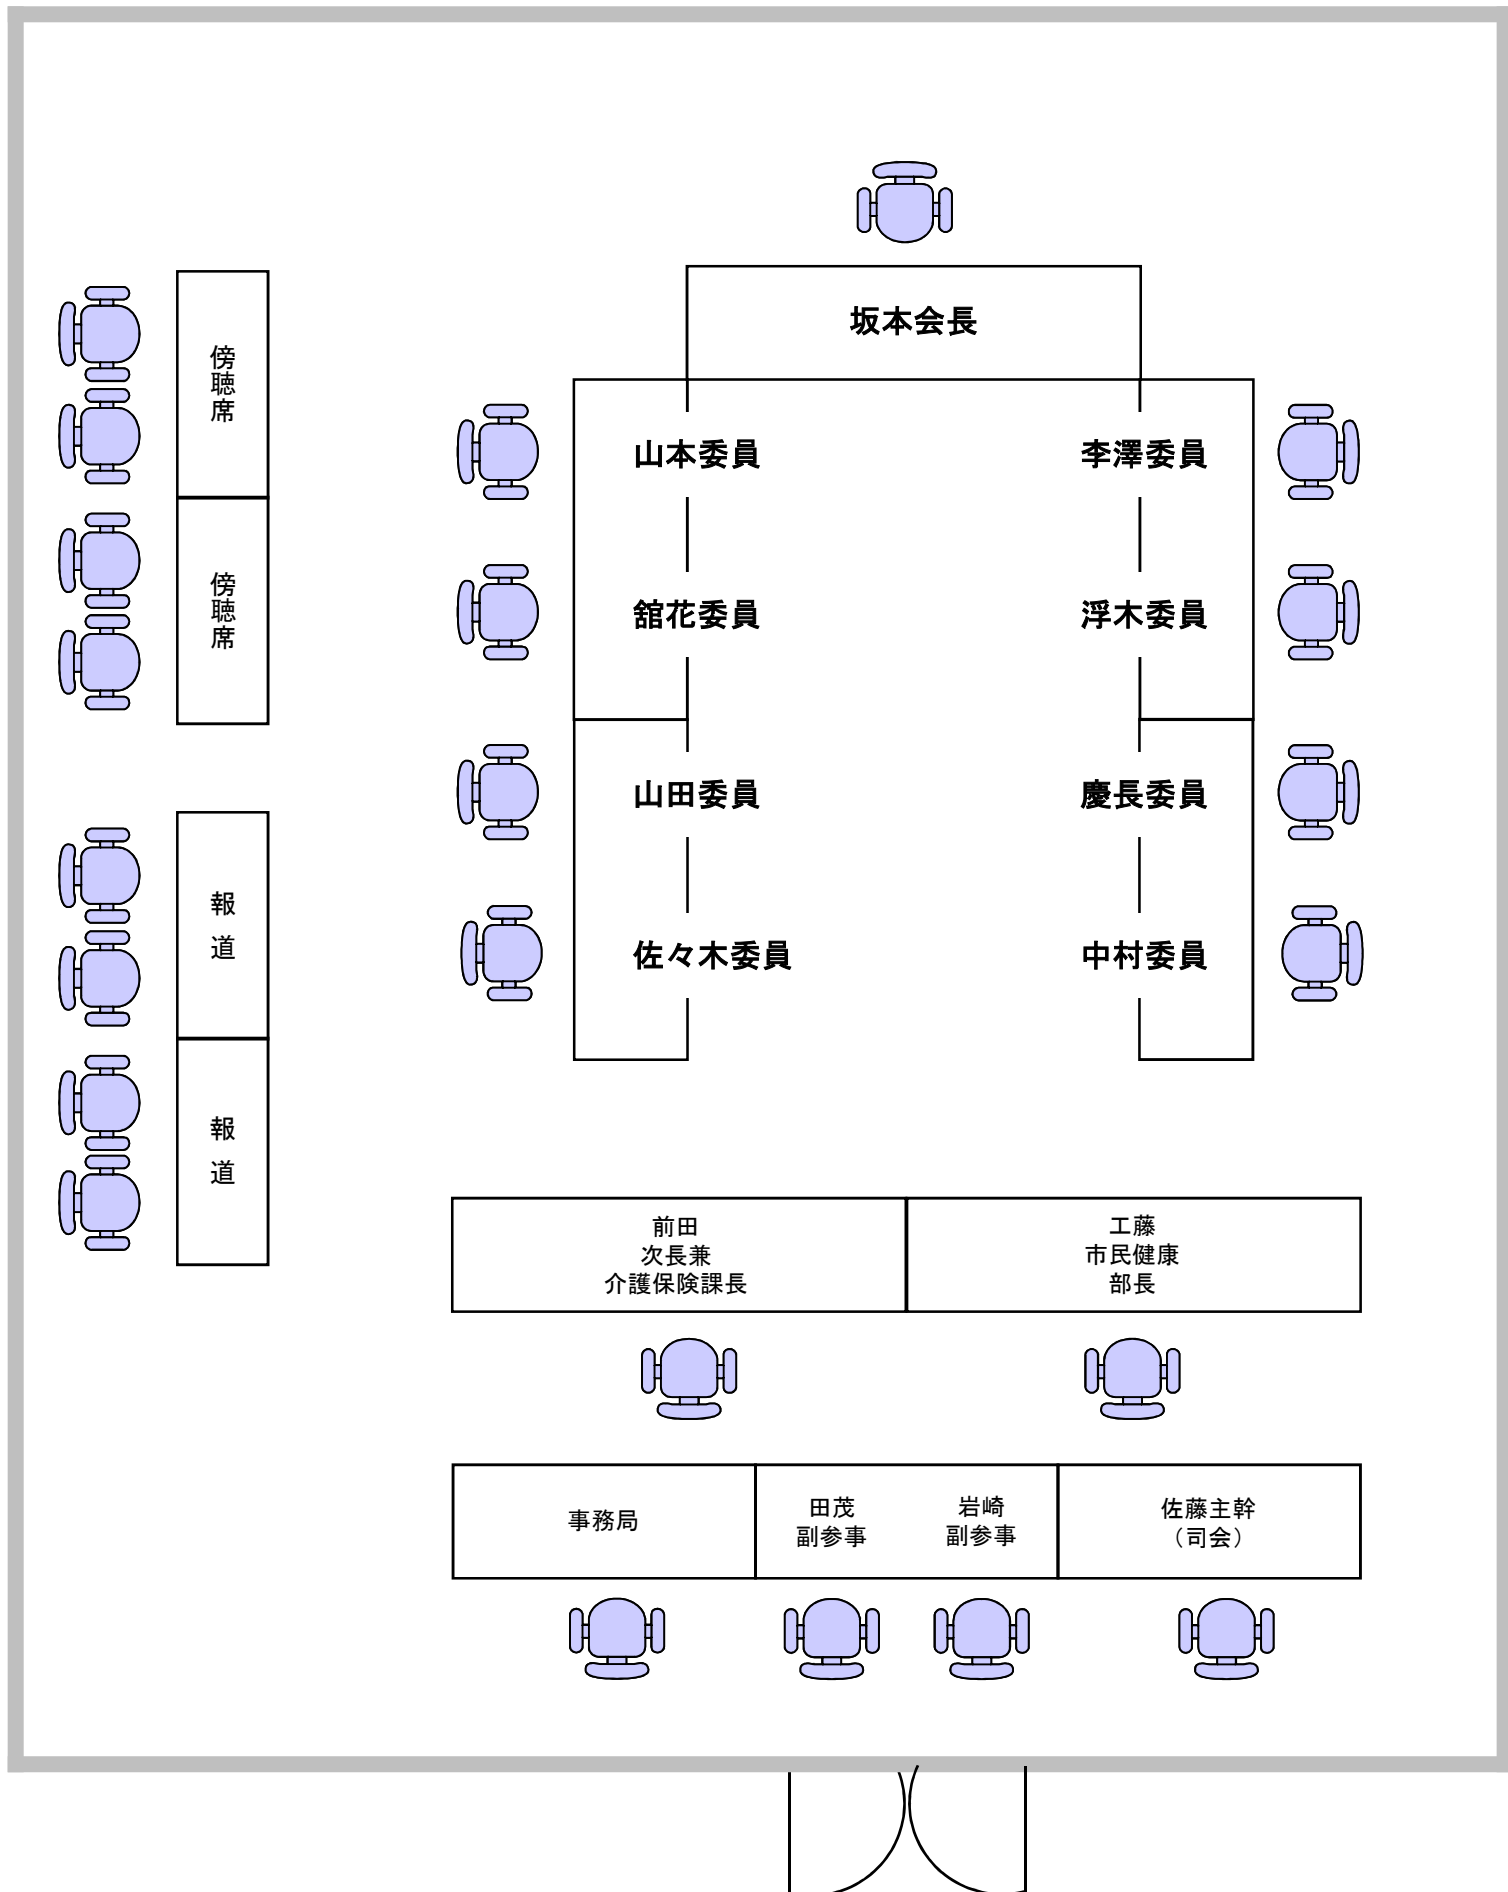 坂本会長
傍聴席
傍聴席
報道
報道
山本委員
李澤委員
舘花委員
浮木委員
山田委員
慶長委員
佐々木委員
中村委員
前田
次長兼
介護保険課長
工藤
市民健康
部長
事務局
田茂
副参事
岩崎
副参事
佐藤主幹
（司会）